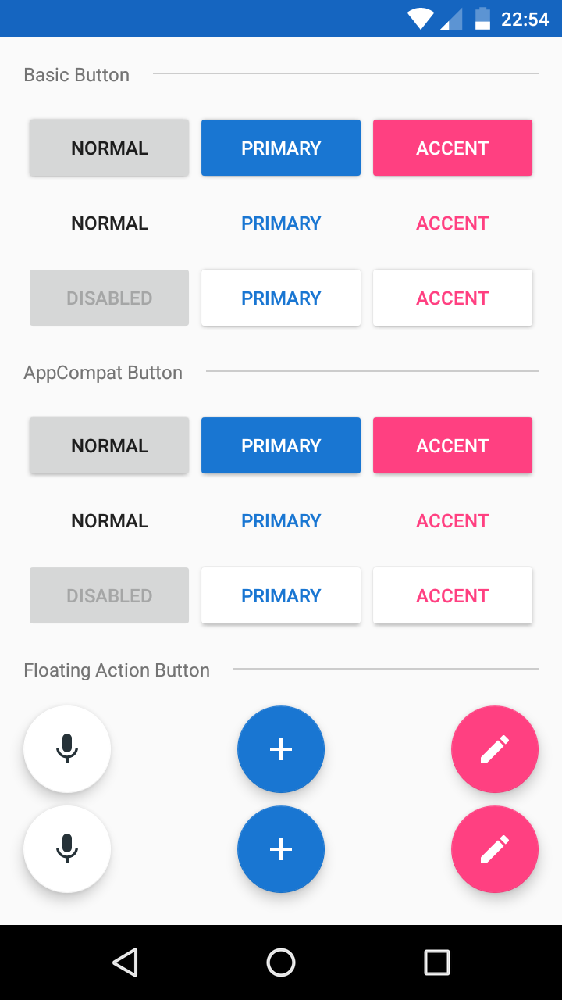 22:54
Basic Button
NORMAL PRIMARY ACCENT
NORMAL PRIMARY ACCENT
DISABLED PRIMARY ACCENT
AppCompat Button
NORMAL PRIMARY ACCENT
NORMAL PRIMARY ACCENT
DISABLED PRIMARY ACCENT
Floating Action Button